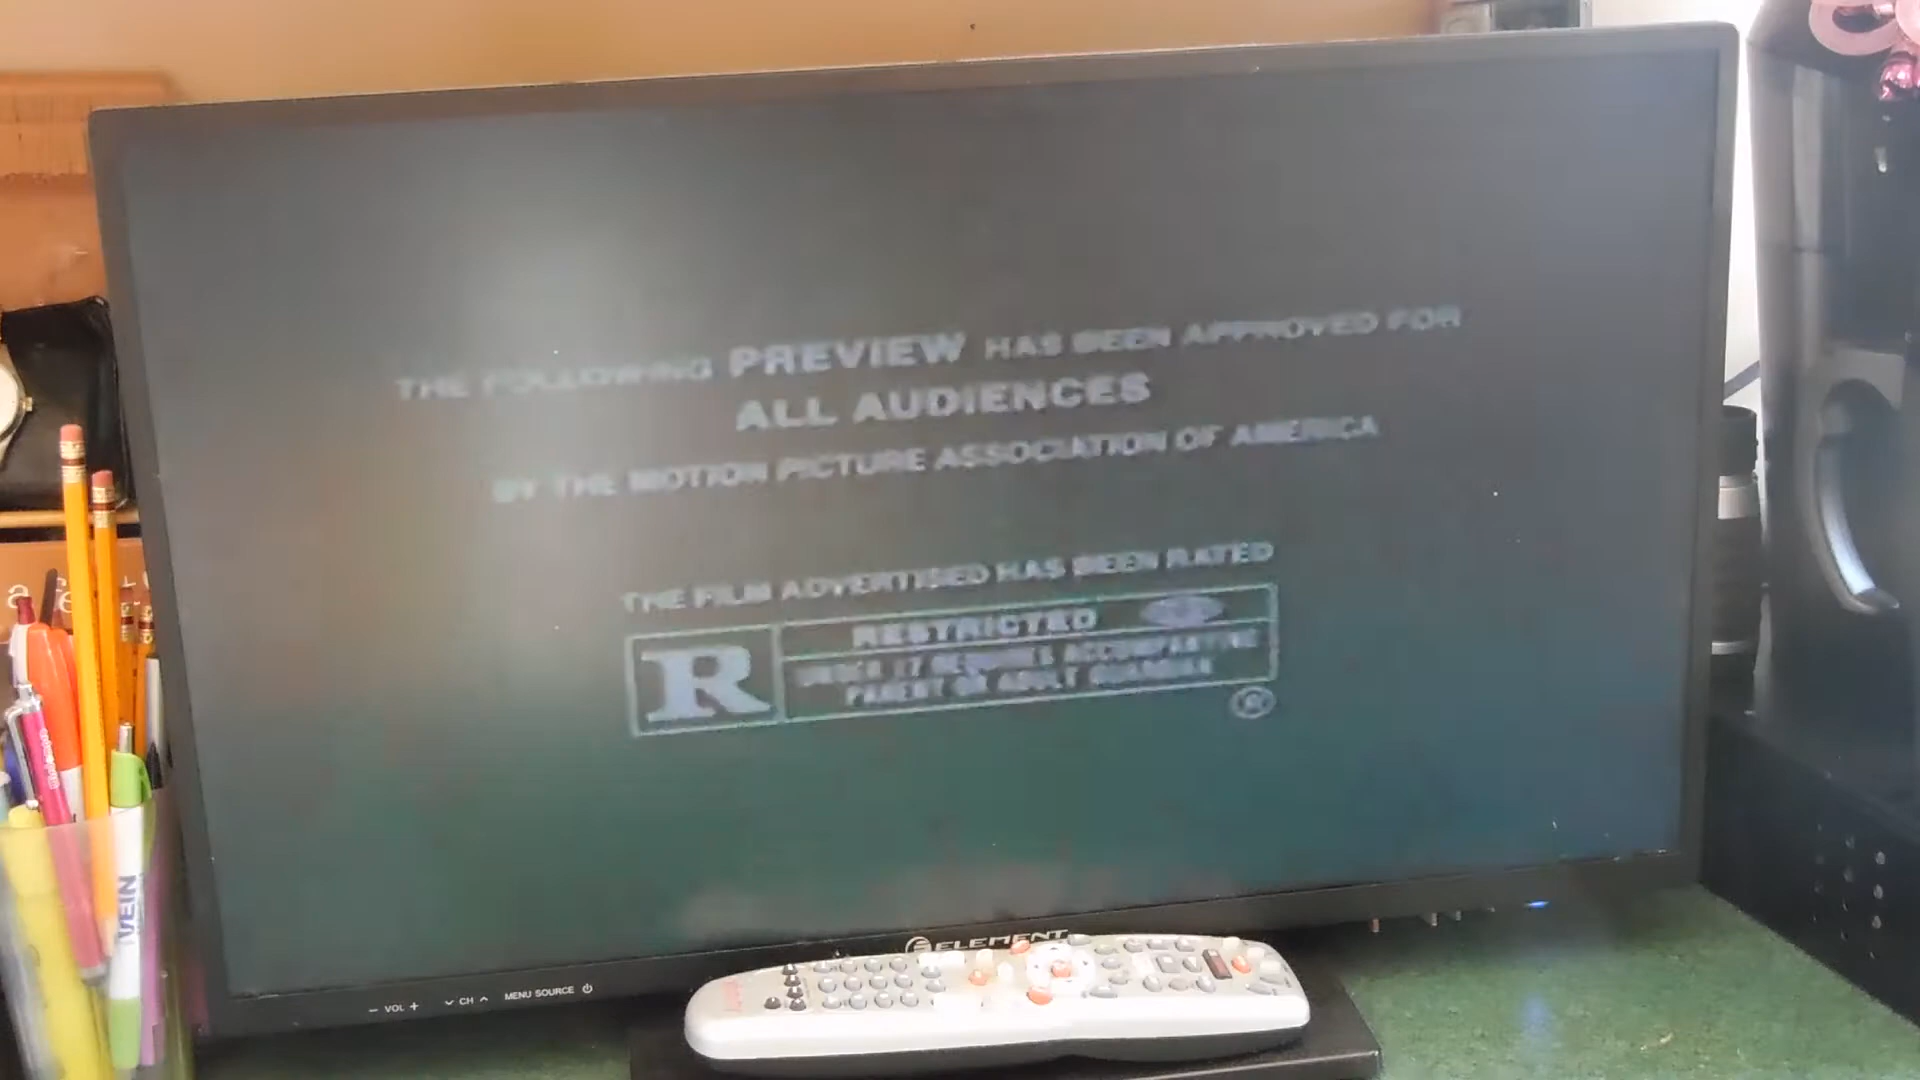 THE FOLLOWING PREVIEW HAS BEEN APPROVED FOR
ALL AUDIENCES
BY THE MOTION PICTURE ASSOCIATION OF AMERICA
THE FILM ADVERTISED HAS BEEN RATED
R
RESTRICTED
UNDER 17 REQUIRES ACCOMPANYING
PARENT OR ADULT GUARDIAN
®
ELEMENT
− VOL + CH MENU SOURCE